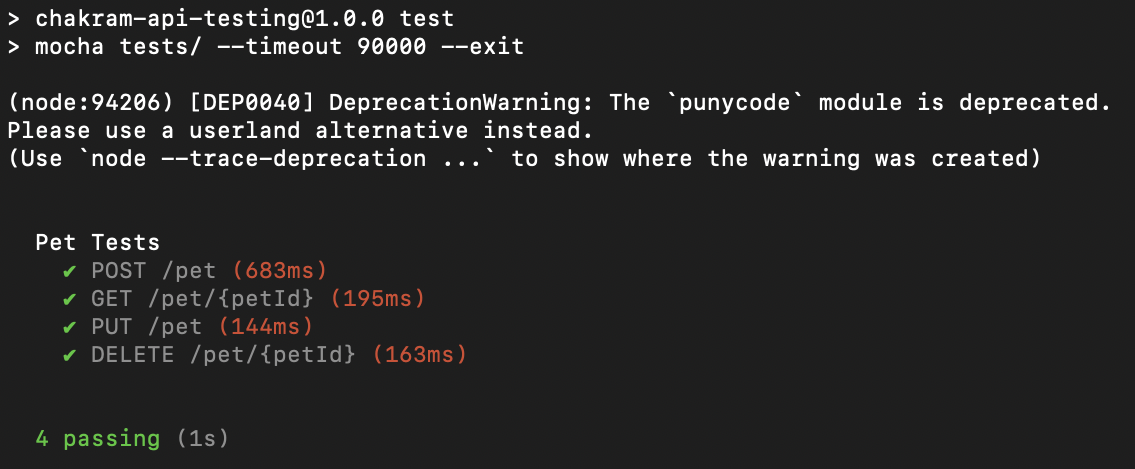 > chakram-api-testing@1.0.0 test
> mocha tests/ --timeout 90000 --exit
(node:94206) [DEP0040] DeprecationWarning: The `punycode` module is deprecated.
Please use a userland alternative instead.
(Use `node --trace-deprecation ...` to show where the warning was created)
Pet Tests
✔ POST /pet (683ms)
✔ GET /pet/{petId} (195ms)
✔ PUT /pet (144ms)
✔ DELETE /pet/{petId} (163ms)
4 passing (1s)